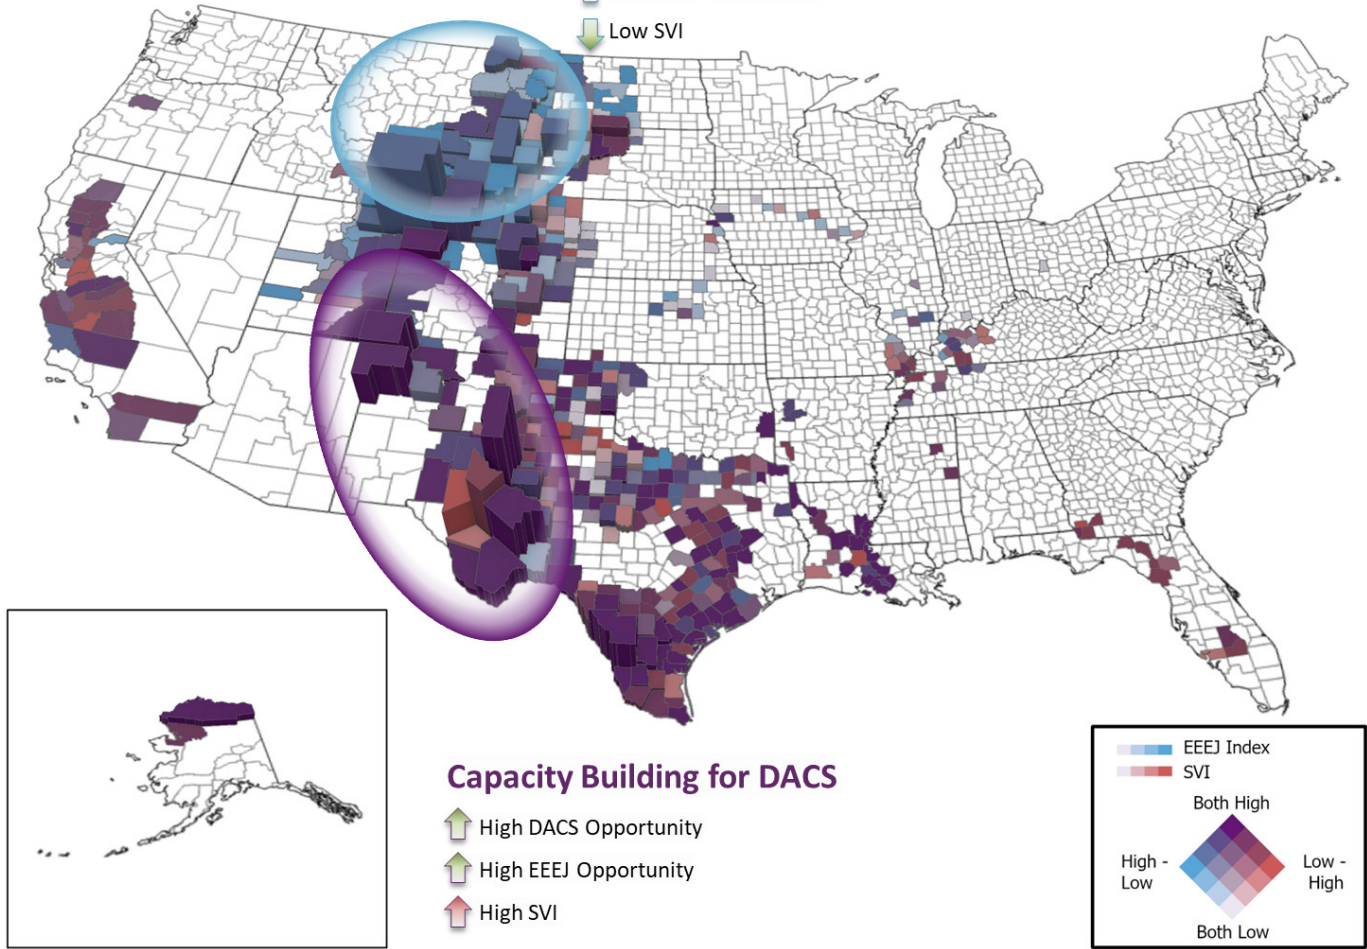 Low SVI
Capacity Building for DACS
High DACS Opportunity
High EEEJ Opportunity
High SVI
EEEJ Index
SVI
Both High
High -
Low
Low -
High
Both Low